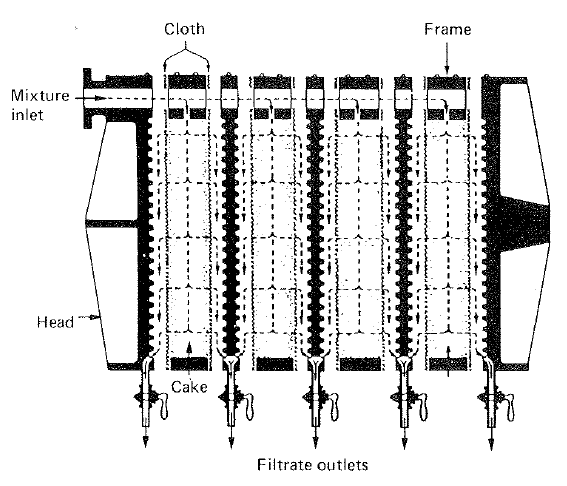 Cloth
Frame
Mixture
inlet
Head
Cake
Filtrate outlets